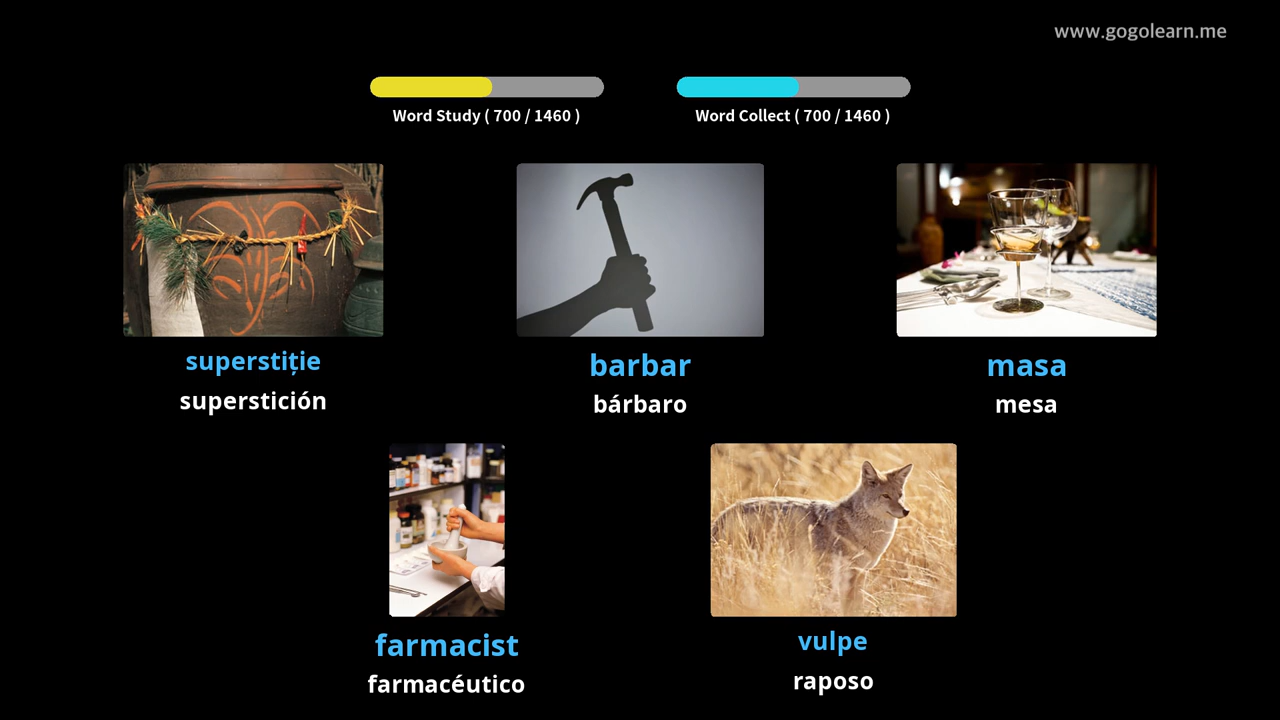 www.gogolearn.me
Word Study ( 700 / 1460 )
Word Collect ( 700 / 1460 )
superstiție
superstición
barbar
bárbaro
masa
mesa
farmacist
farmacéutico
vulpe
raposo